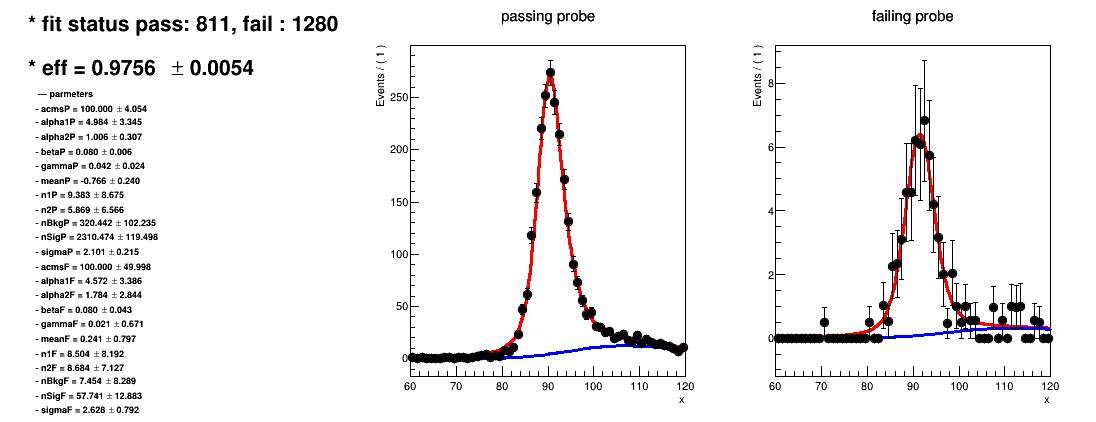 * fit status pass: 811, fail : 1280
* eff = 0.9756 ± 0.0054
--- parmeters
- acmsP = 100.000 ± 4.054
- alpha1P = 4.984 ± 3.345
- alpha2P = 1.006 ± 0.307
- betaP = 0.080 ± 0.006
- gammaP = 0.042 ± 0.024
- meanP = -0.766 ± 0.240
- n1P = 9.383 ± 8.675
- n2P = 5.869 ± 6.566
- nBkgP = 320.442 ± 102.235
- nSigP = 2310.474 ± 119.498
- sigmaP = 2.101 ± 0.215
- acmsF = 100.000 ± 49.998
- alpha1F = 4.572 ± 3.386
- alpha2F = 1.784 ± 2.844
- betaF = 0.080 ± 0.043
- gammaF = 0.021 ± 0.671
- meanF = 0.241 ± 0.797
- n1F = 8.504 ± 8.192
- n2F = 8.684 ± 7.127
- nBkgF = 7.454 ± 8.289
- nSigF = 57.741 ± 12.883
- sigmaF = 2.628 ± 0.792
passing probe
Events / ( 1 )
250
200
150
100
50
0
60 70 80 90 100 110 120
x
failing probe
Events / ( 1 )
8
6
4
2
0
60 70 80 90 100 110 120
x